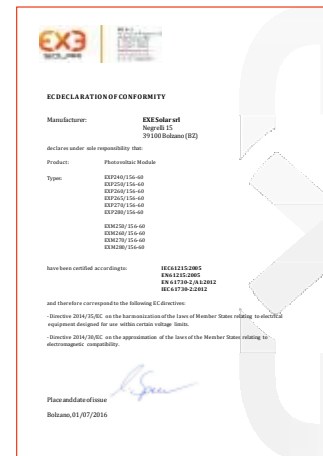 EXE
SOLAR
EC DECLARATION OF CONFORMITY
Manufacturer: EXE Solar srl
Negrelli 15
39100 Bolzano (BZ)
declares under sole responsibility that:
Product: Photovoltaic Module
Types: EXP240/156-60
EXP250/156-60
EXP260/156-60
EXP265/156-60
EXP270/156-60
EXP280/156-60
EXM250/156-60
EXM260/156-60
EXM270/156-60
EXM280/156-60
have been certified according to: IEC61215:2005
EN61215:2005
EN 61730-2/A1:2012
IEC61730-2:2012
and therefore correspond to the following EC directives:
-Directive 2014/35/EC on the harmonization of the laws of Member States relating to electrical
equipment designed for use within certain voltage limits.
-Directive 2014/30/EC on the approximation of the laws of the Member States relating to
electromagnetic compatibility.
Place and date of issue
Bolzano, 01/07/2016